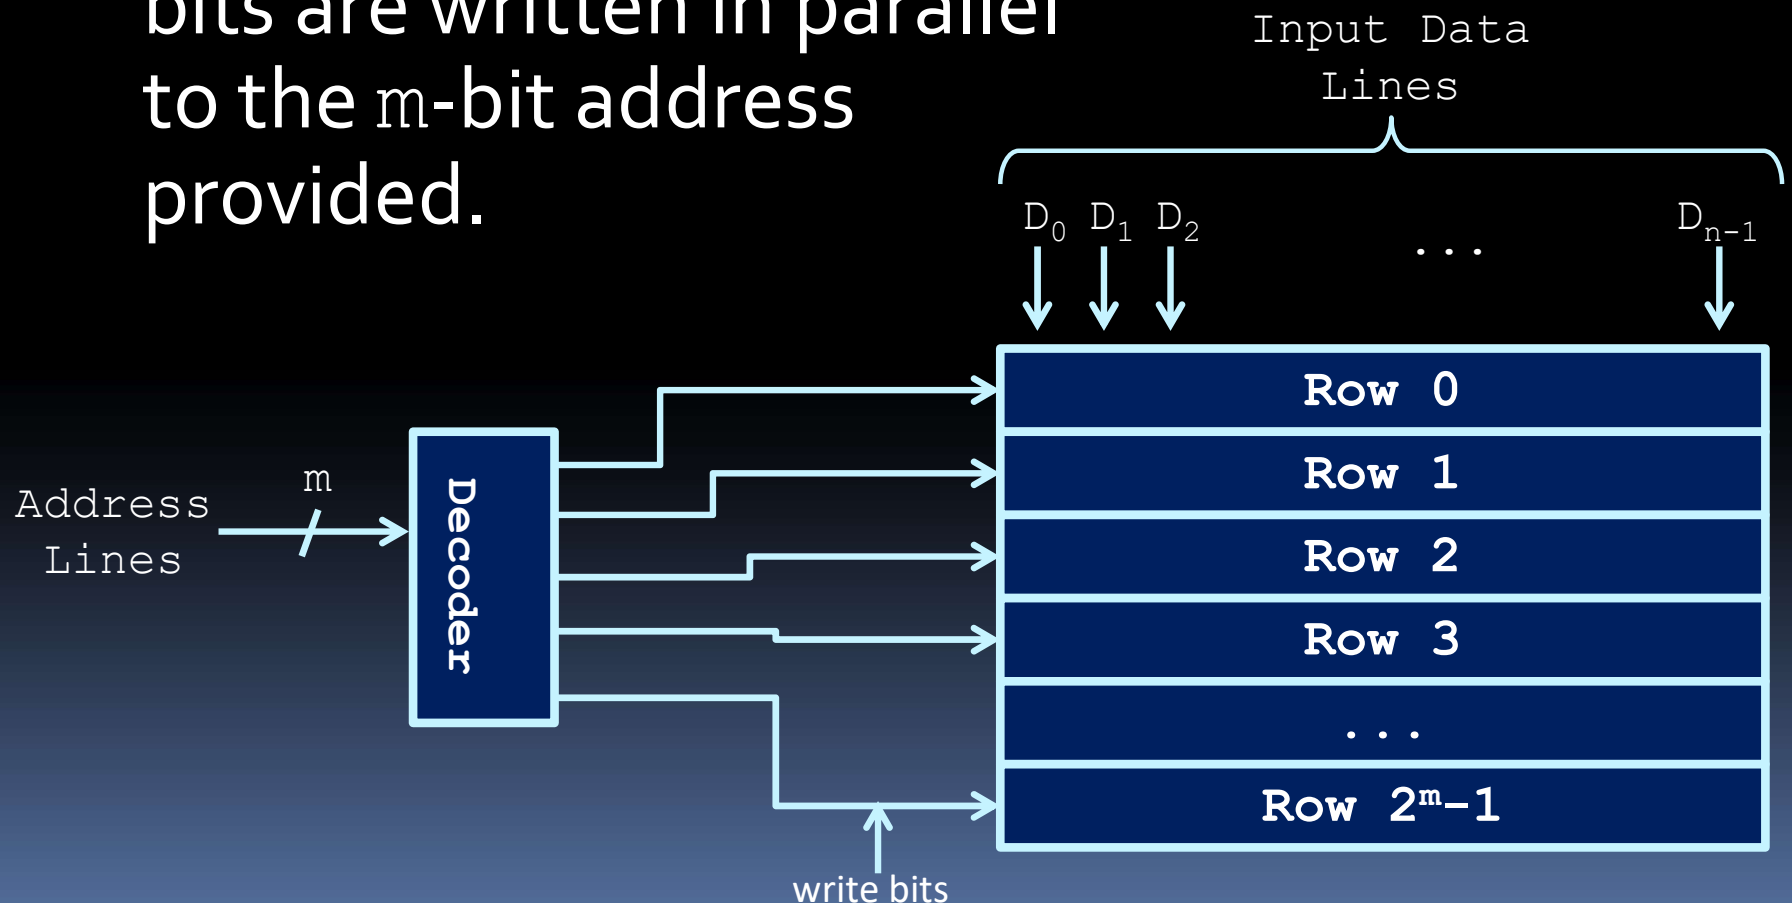 bits are written in parallel
to the m-bit address
provided.
Input Data
Lines
D₀ D₁ D₂ ... Dₙ₋₁
Row 0
Row 1
Row 2
Row 3
...
Row 2ᵐ-1
m
Address
Lines
Decoder
write bits